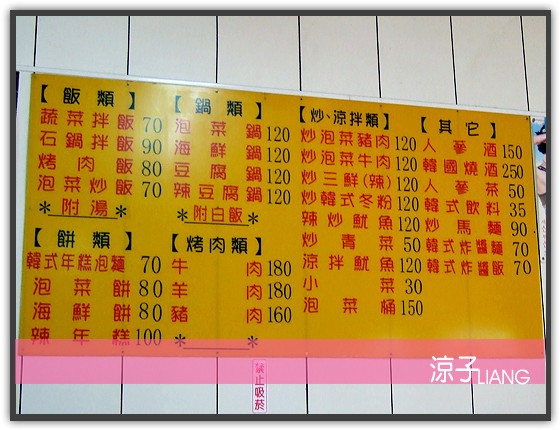 【飯類】
蔬菜拌飯 70
石鍋拌飯 90
烤肉飯 80
泡菜炒飯 70
*附湯*
【餅類】
韓式年糕泡麵 70
泡菜餅 80
海鮮餅 80
辣年糕 100
【鍋類】
泡菜鍋 120
海鮮鍋 120
豆腐鍋 120
辣豆腐鍋 120
*附白飯*
【烤肉類】
牛肉 180
羊肉 180
豬肉 160
* *
【炒、涼拌類】
炒泡菜豬肉 120
炒泡菜牛肉 120
炒三鮮(辣) 120
炒韓式冬粉 120
辣炒魷魚 120
炒青菜 50
涼拌魷魚 120
小菜 30
泡菜桶 150
【其它】
人蔘酒 150
韓國燒酒 250
人蔘茶 50
韓式飲料 35
炒馬麵 90
韓式炸醬麵 70
韓式炸醬飯 70
禁止吸菸
涼子LIANG